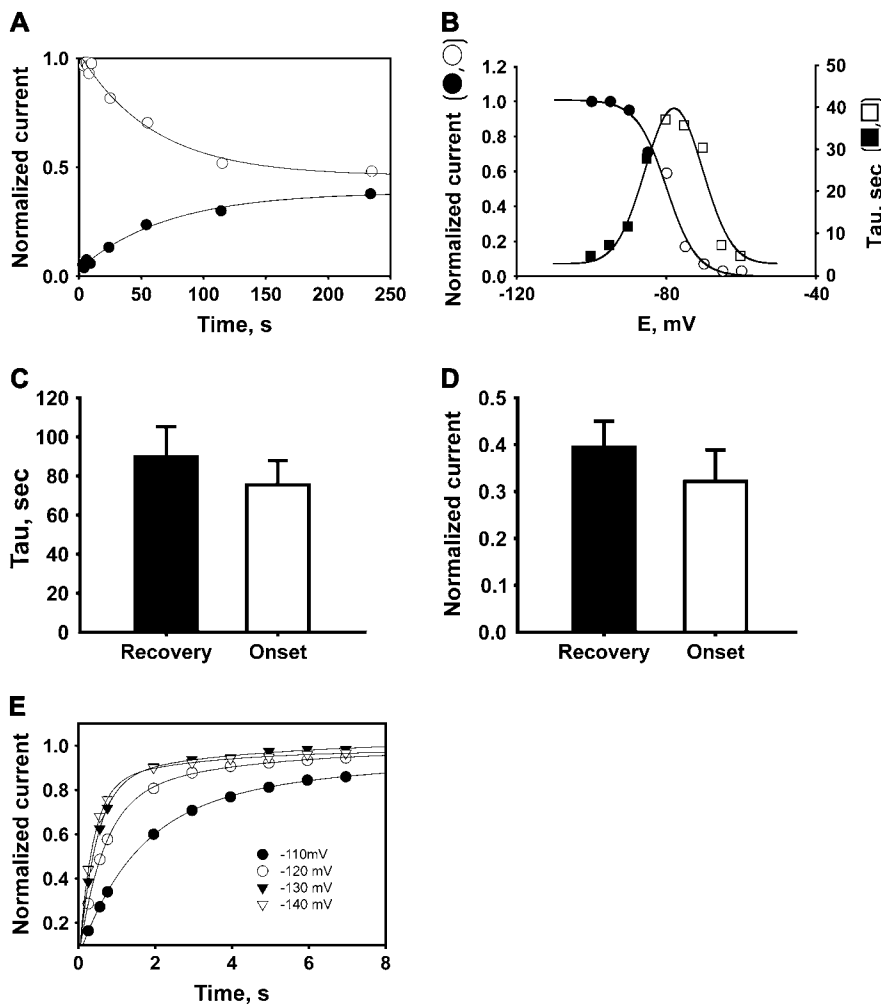 A
Normalized current
1.0
0.5
0.0
0 50 100 150 200 250
Time, s
B
Normalized current (●,○)
1.2
1.0
0.8
0.6
0.4
0.2
0.0
-120 -80 -40
E, mV
50
40
30
20
10
0
Tau, sec (■,□)
C
Tau, sec
120
100
80
60
40
20
0
Recovery Onset
D
Normalized current
0.5
0.4
0.3
0.2
0.1
0.0
Recovery Onset
E
Normalized current
1.0
0.8
0.6
0.4
0.2
-110mV
-120 mV
-130 mV
-140 mV
0 2 4 6 8
Time, s